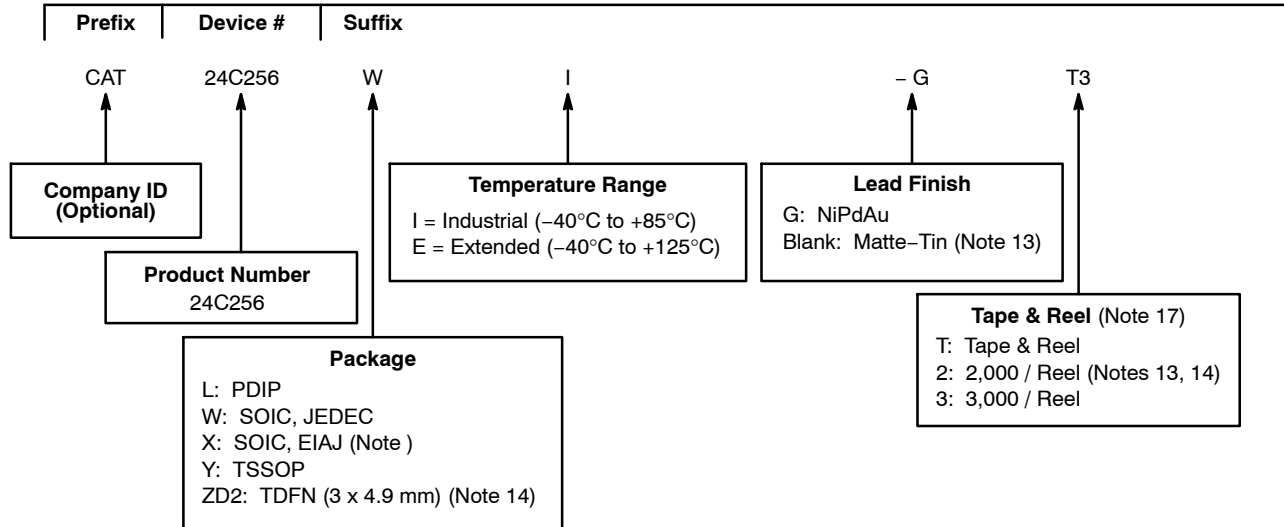 Prefix Device # Suffix
CAT 24C256 W I – G T3
Company ID
(Optional)
Temperature Range
I = Industrial (−40°C to +85°C)
E = Extended (−40°C to +125°C)
Lead Finish
G: NiPdAu
Blank: Matte−Tin (Note 13)
Product Number
24C256
Tape & Reel (Note 17)
T: Tape & Reel
2: 2,000 / Reel (Notes 13, 14)
3: 3,000 / Reel
Package
L: PDIP
W: SOIC, JEDEC
X: SOIC, EIAJ (Note )
Y: TSSOP
ZD2: TDFN (3 x 4.9 mm) (Note 14)